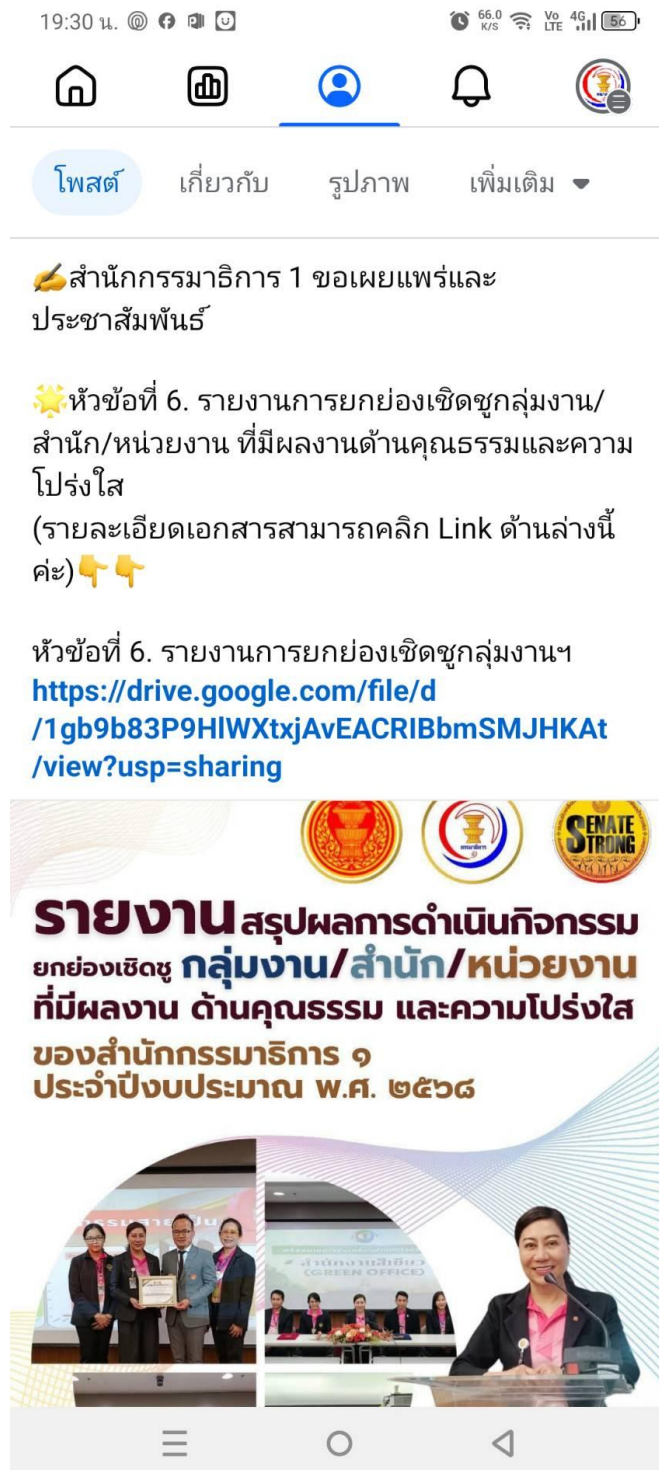 19:30 น.
66.0 K/S
Vo LTE 4G 56
โพสต์ เกี่ยวกับ รูปภาพ เพิ่มเติม
สำนักกรรมาธิการ 1 ขอเผยแพร่และ
ประชาสัมพันธ์
หัวข้อที่ 6. รายงานการยกย่องเชิดชูกลุ่มงาน/
สำนัก/หน่วยงาน ที่มีผลงานด้านคุณธรรมและความ
โปร่งใส
(รายละเอียดเอกสารสามารถคลิก Link ด้านล่างนี้
ค่ะ)
หัวข้อที่ 6. รายงานการยกย่องเชิดชูกลุ่มงานฯ
https://drive.google.com/file/d
/1gb9b83P9HlWXtxjAvEACRIBbmSMJHKAt
/view?usp=sharing
SENATE
STRONG
รายงานสรุปผลการดำเนินกิจกรรม
ยกย่องเชิดชู กลุ่มงาน/สำนัก/หน่วยงาน
ที่มีผลงาน ด้านคุณธรรม และความโปร่งใส
ของสำนักกรรมาธิการ ๑
ประจำปีงบประมาณ พ.ศ. ๒๕๖๘
สำนักงานสีเขียว
(GREEN OFFICE)